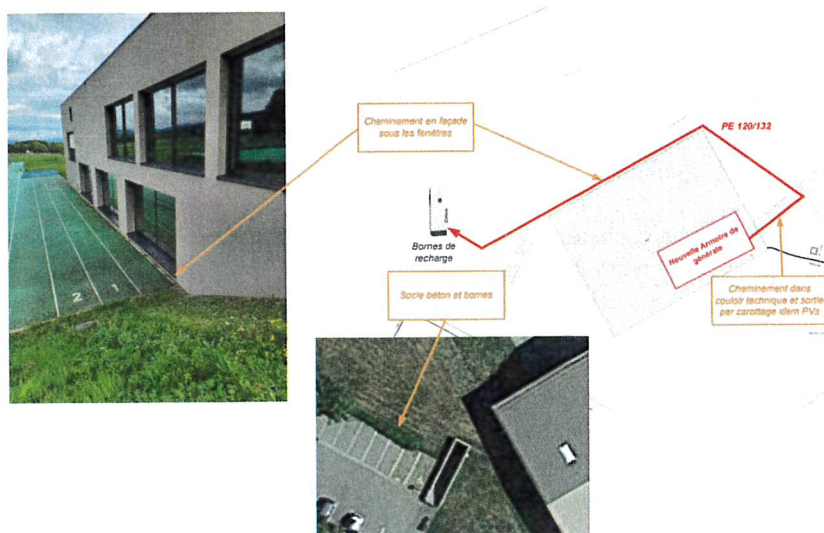 Cheminement en façade
sous les fenêtres
PE 120/132
Bornes de
recharge
Nouvelle Armoire de
générale
Socle béton et bornes
Cheminement dans
couloir technique et sortie
par carottage idem PVs
2
1